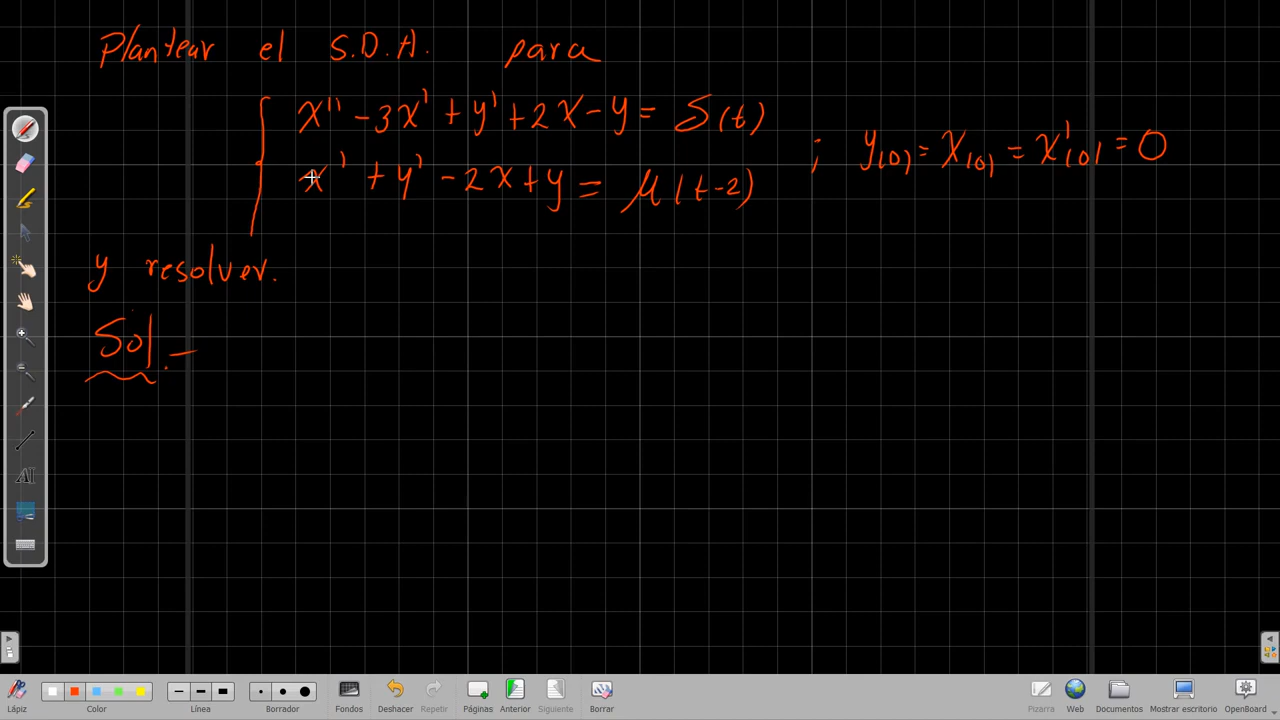 Plantear el S.D.A. para
x'' - 3x' + y' + 2x - y = δ(t)
; y(0) = x(0) = x'(0) = 0
x' + y' - 2x + y = μ(t-2)
y resolver.
Sol.-
Lápiz Color Línea Borrador Fondos Deshacer Repetir Páginas Anterior Siguiente Borrar Pizarra Web Documentos Mostrar escritorio OpenBoard